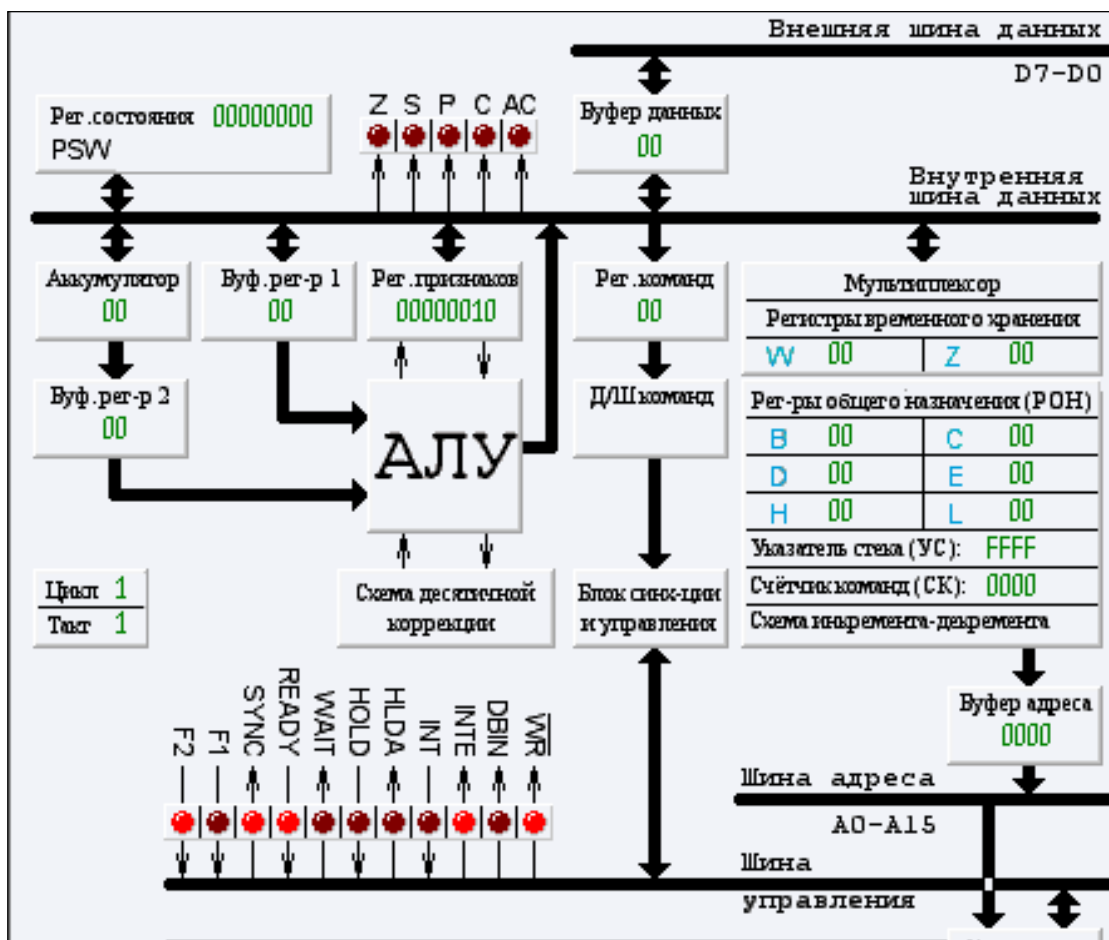 Внешняя шина данных
D7-D0
Z S P C AC
Рег.состояния 00000000
PSW
Буфер данных
00
Внутренняя
шина данных
Аккумулятор
00
Буф.рег-р 1
00
Рег.признаков
00000010
Рег.команд
00
Мультиплексор
Регистры временного хранения
W 00 Z 00
Буф.рег-р 2
00
АЛУ
Д/Ш команд
Рег-ры общего назначения (РОН)
B 00 C 00
D 00 E 00
H 00 L 00
Указатель стека (УС): FFFF
Счётчик команд (СК): 0000
Схема инкремента-декремента
Цикл 1
Такт 1
Схема десятичной
коррекции
Блок синх-ции
и управления
F2 F1 SYNC READY WAIT HOLD HLDA INT INTE DBIN WR
Буфер адреса
0000
Шина адреса
A0-A15
Шина
управления